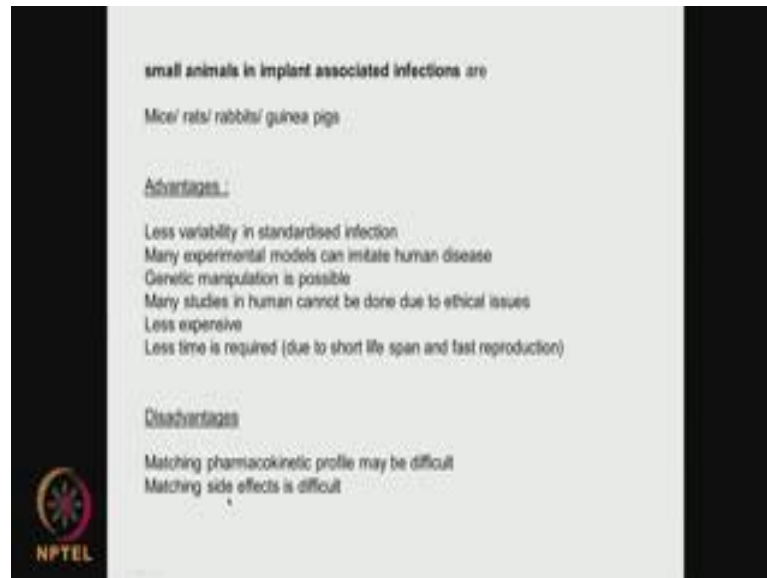 small animals in implant associated infections are
Mice/ rats/ rabbits/ guinea pigs
Advantages :
Less variability in standardised infection
Many experimental models can imitate human disease
Genetic manipulation is possible
Many studies in human cannot be done due to ethical issues
Less expensive
Less time is required (due to short life span and fast reproduction)
Disadvantages
Matching pharmacokinetic profile may be difficult
Matching side effects is difficult
NPTEL